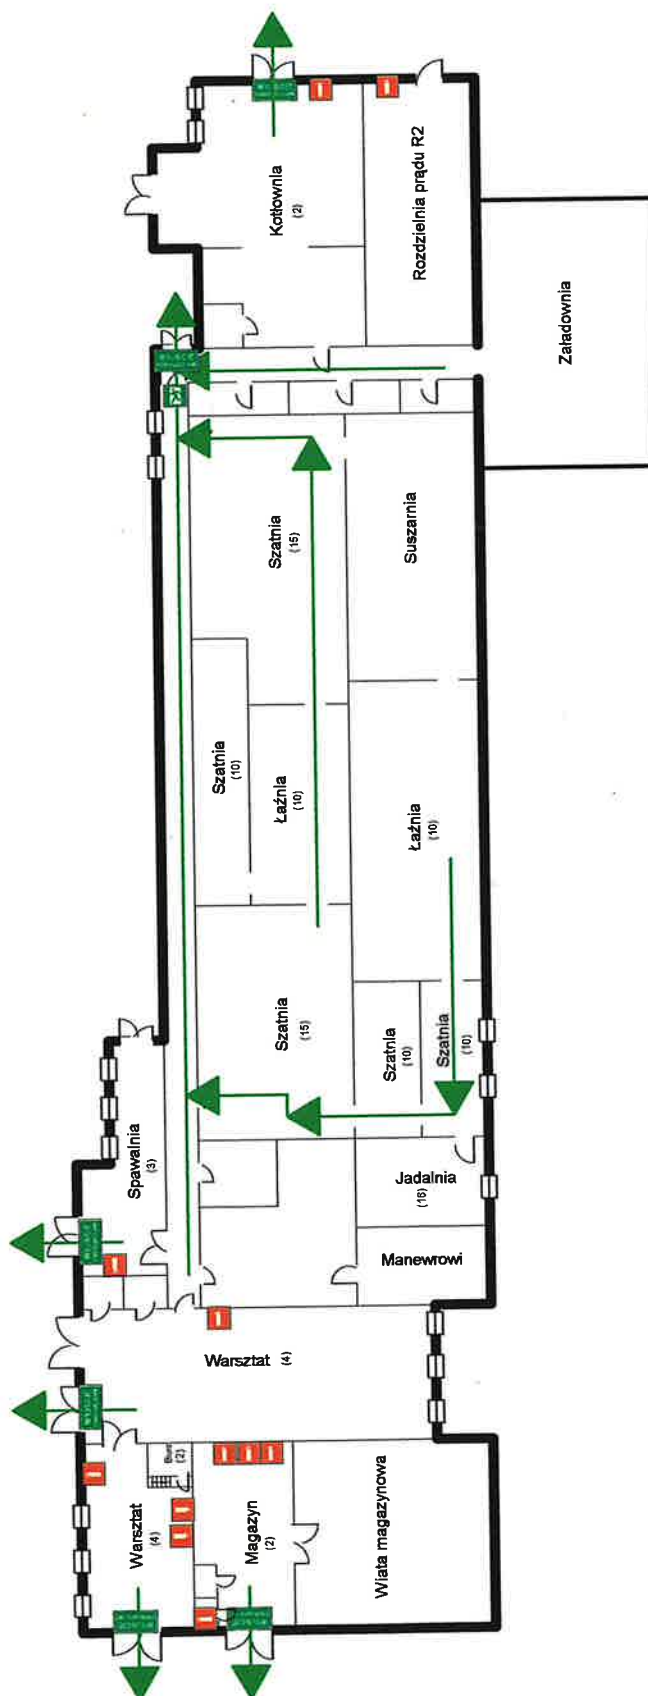 Kotłownia
(2)
Rozdzielnia prądu R2
Załadownia
Szatnia
(15)
Suszarnia
Szatnia
(10)
Łaźnia
(10)
Łaźnia
(10)
Szatnia
(15)
Szatnia
(10)
Szatnia
(10)
Spawalnia
(3)
Jadalnia
(16)
Manewrowi
Warsztat (4)
Warsztat
(4)
(2)
Magazyn
(2)
Wiata magazynowa